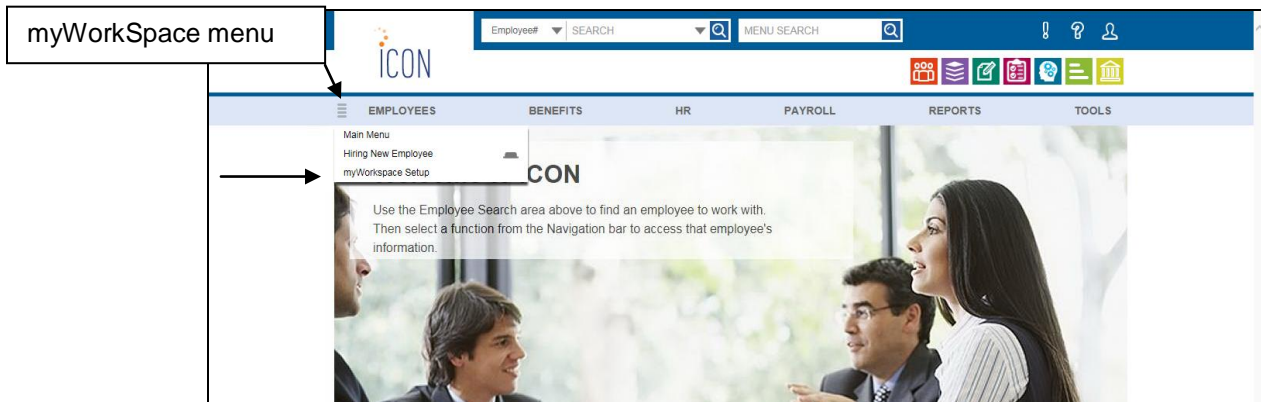 myWorkSpace menu
Employee# SEARCH MENU SEARCH
iCON
EMPLOYEES BENEFITS HR PAYROLL REPORTS TOOLS
Main Menu
Hiring New Employee
myWorkspace Setup
CON
Use the Employee Search area above to find an employee to work with.
Then select a function from the Navigation bar to access that employee's
information.